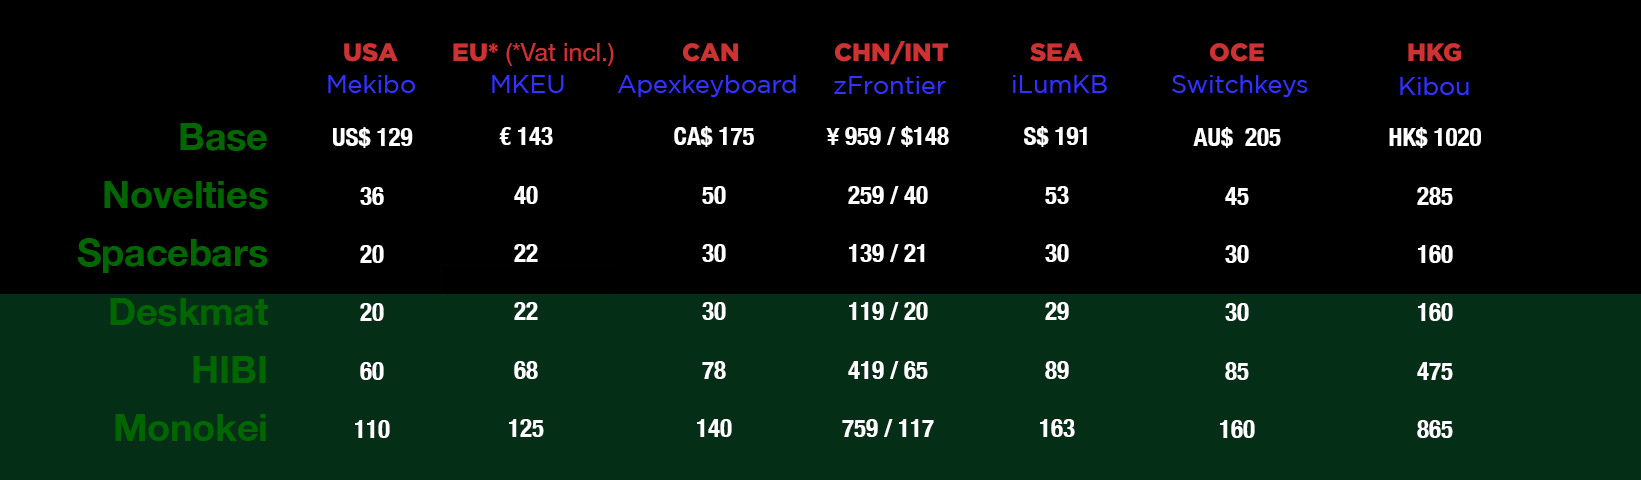 USA EU* (*Vat incl.) CAN CHN/INT SEA OCE HKG
Mekibo MKEU Apexkeyboard zFrontier iLumKB Switchkeys Kibou
Base US$ 129 € 143 CA$ 175 ¥ 959 / $148 S$ 191 AU$ 205 HK$ 1020
Novelties 36 40 50 259 / 40 53 45 285
Spacebars 20 22 30 139 / 21 30 30 160
Deskmat 20 22 30 119 / 20 29 30 160
HIBI 60 68 78 419 / 65 89 85 475
Monokei 110 125 140 759 / 117 163 160 865